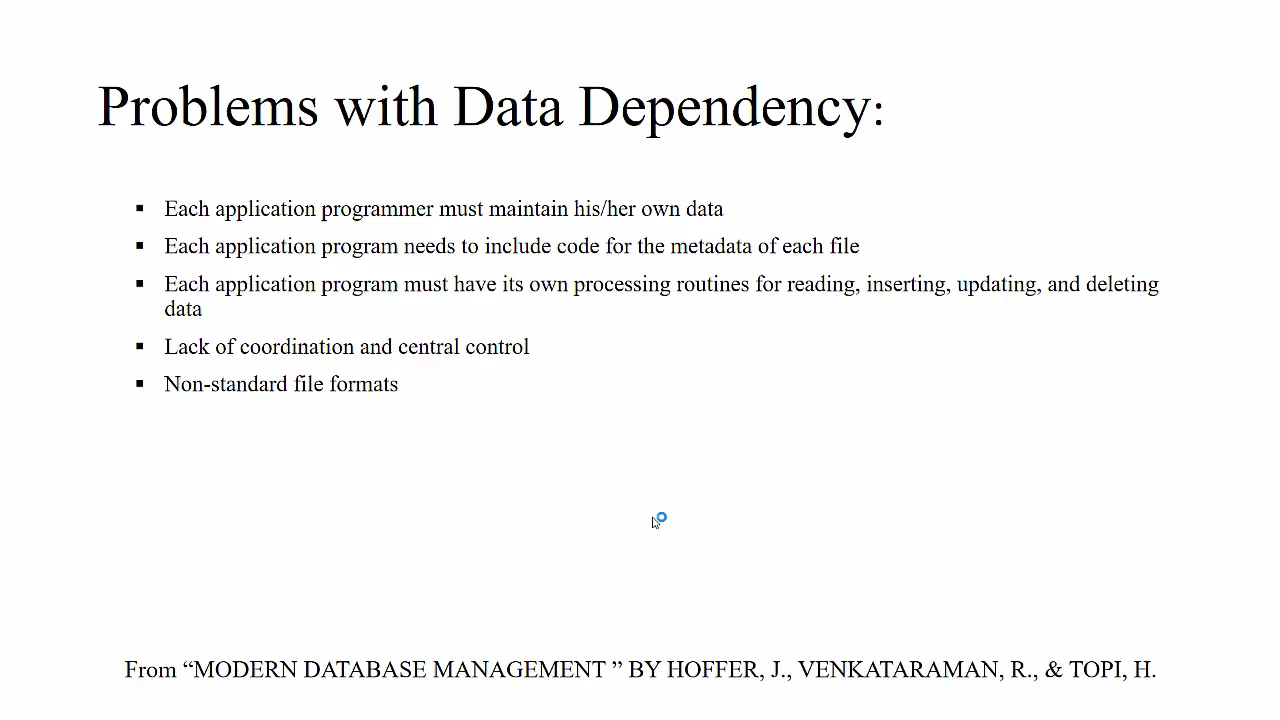 Problems with Data Dependency:
▪ Each application programmer must maintain his/her own data
▪ Each application program needs to include code for the metadata of each file
▪ Each application program must have its own processing routines for reading, inserting, updating, and deleting
data
▪ Lack of coordination and central control
▪ Non-standard file formats
From “MODERN DATABASE MANAGEMENT ” BY HOFFER, J., VENKATARAMAN, R., & TOPI, H.